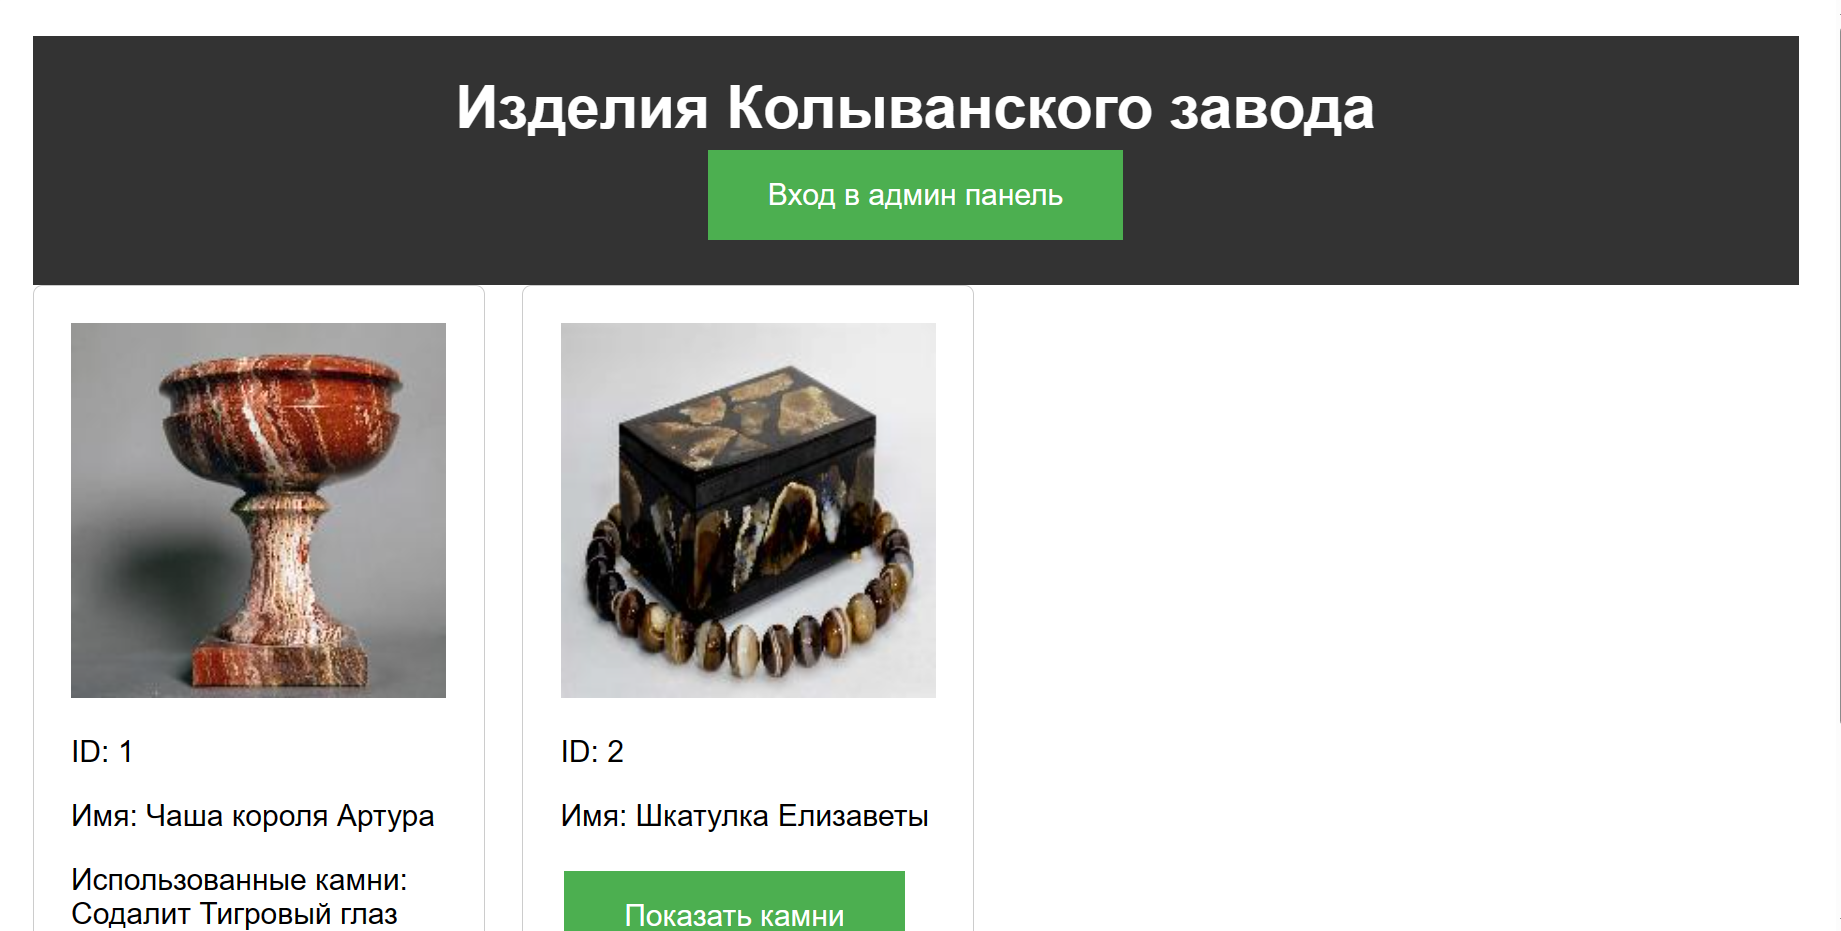 Изделия Колыванского завода
Вход в админ панель
ID: 1
Имя: Чаша короля Артура
Использованные камни:
Содалит Тигровый глаз
ID: 2
Имя: Шкатулка Елизаветы
Показать камни